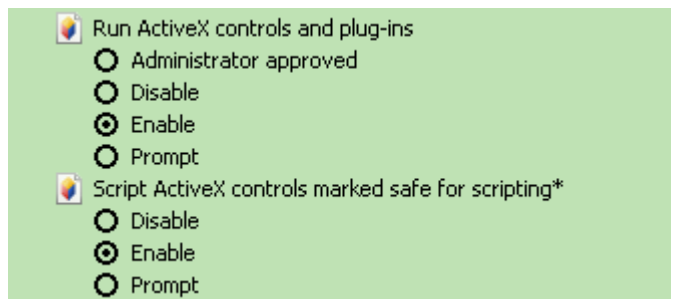 Run ActiveX controls and plug-ins
Administrator approved
Disable
Enable
Prompt
Script ActiveX controls marked safe for scripting*
Disable
Enable
Prompt